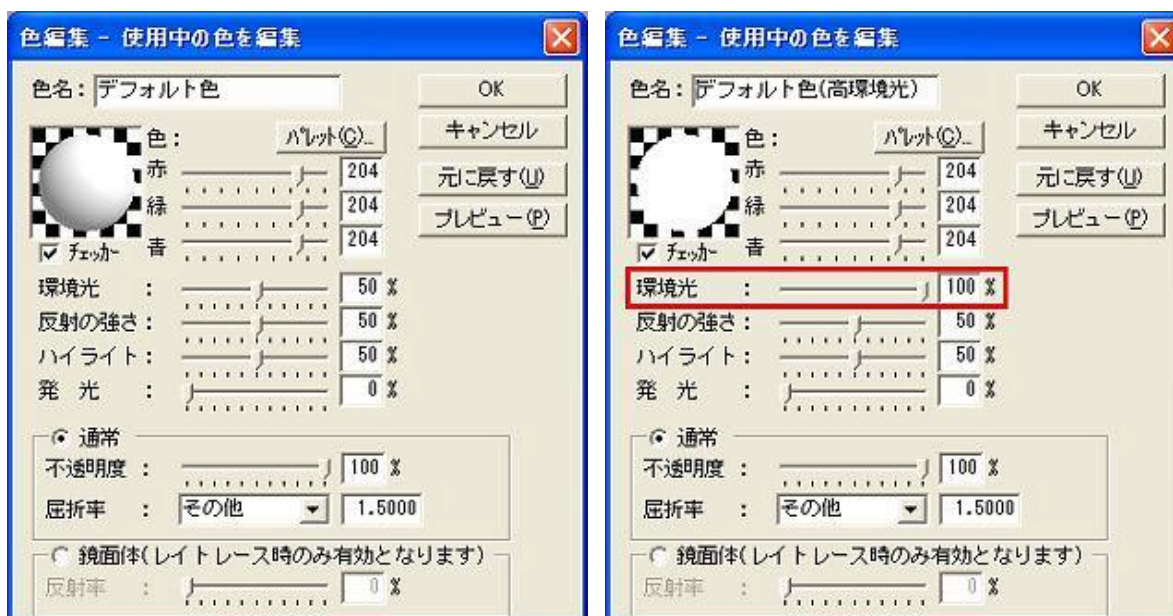 色編集 - 使用中の色を編集
色名: デフォルト色
OK
色:
パレット(C)...
キャンセル
赤 204
元に戻す(U)
緑 204
プレビュー(P)
青 204
チェッカー
環境光 : 50 %
反射の強さ: 50 %
ハイライト: 50 %
発 光 : 0 %
通常
不透明度 : 100 %
屈折率 : その他 1.5000
鏡面体(レイトレース時のみ有効となります)
反射率 : 0 %
色編集 - 使用中の色を編集
色名: デフォルト色(高環境光)
OK
色:
パレット(C)...
キャンセル
赤 204
元に戻す(U)
緑 204
プレビュー(P)
青 204
チェッカー
環境光 : 100 %
反射の強さ: 50 %
ハイライト: 50 %
発 光 : 0 %
通常
不透明度 : 100 %
屈折率 : その他 1.5000
鏡面体(レイトレース時のみ有効となります)
反射率 : 0 %